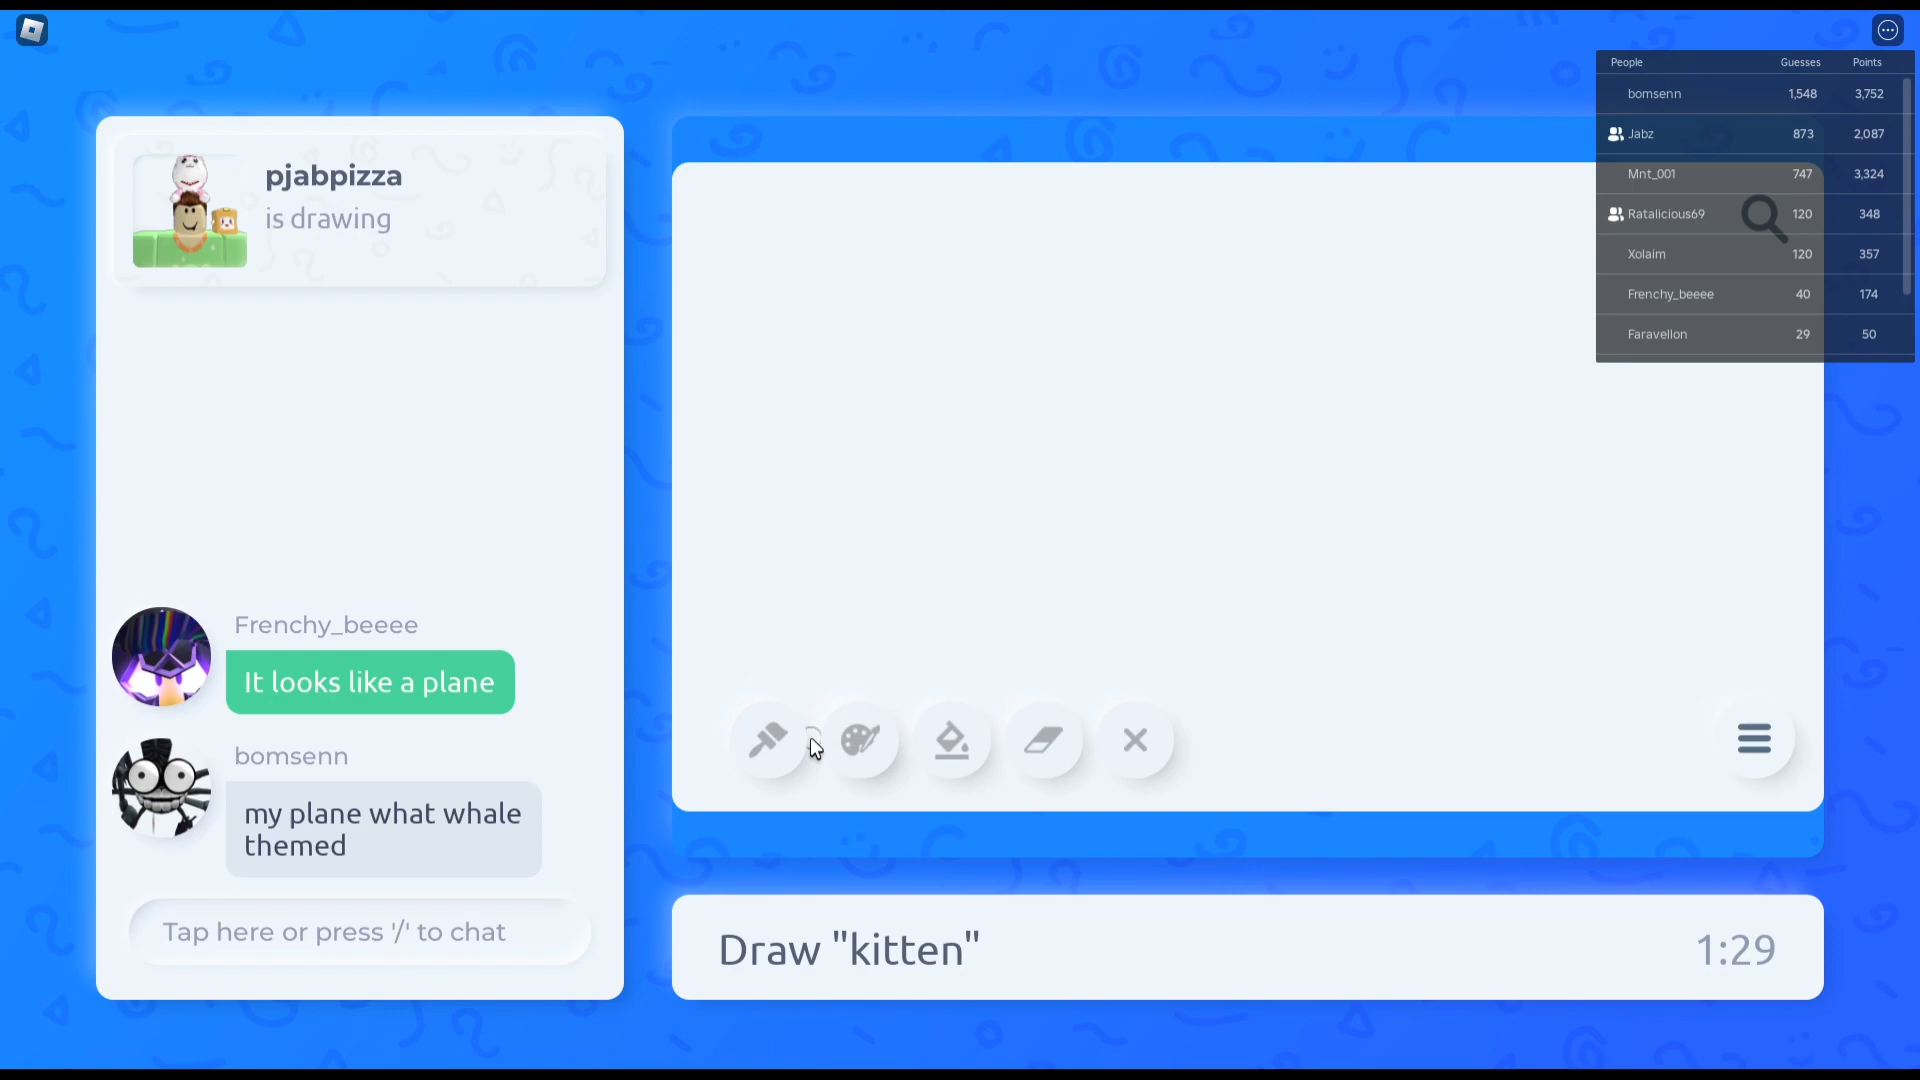 People Guesses Points
bomsenn 1,548 3,752
Jabz 873 2,087
Mnt_001 747 3,324
Ratalicious69 120 348
Xolaim 120 357
Frenchy_beeee 40 174
Faravellon 29 50
pjabpizza
is drawing
Frenchy_beeee
It looks like a plane
bomsenn
my plane what whale
themed
Tap here or press '/' to chat
Draw "kitten" 1:29